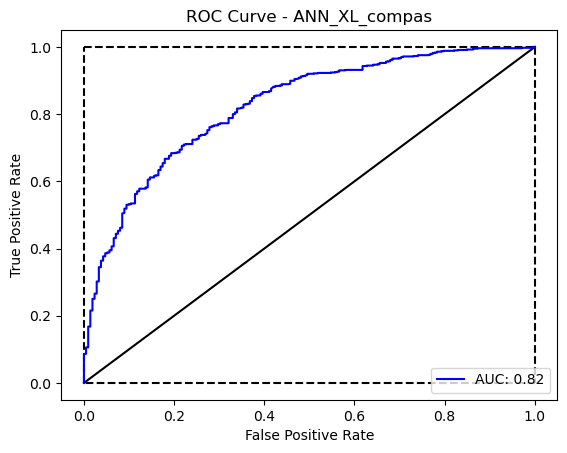 ROC Curve - ANN_XL_compas
True Positive Rate
1.0
0.8
0.6
0.4
0.2
0.0
AUC: 0.82
0.0 0.2 0.4 0.6 0.8 1.0
False Positive Rate